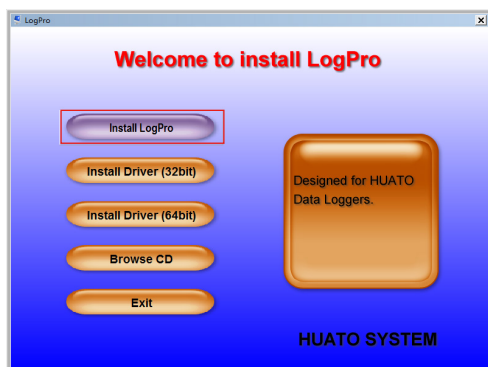 LogPro
Welcome to install LogPro
Install LogPro
Install Driver (32bit)
Install Driver (64bit)
Browse CD
Exit
Designed for HUATO
Data Loggers.
HUATO SYSTEM